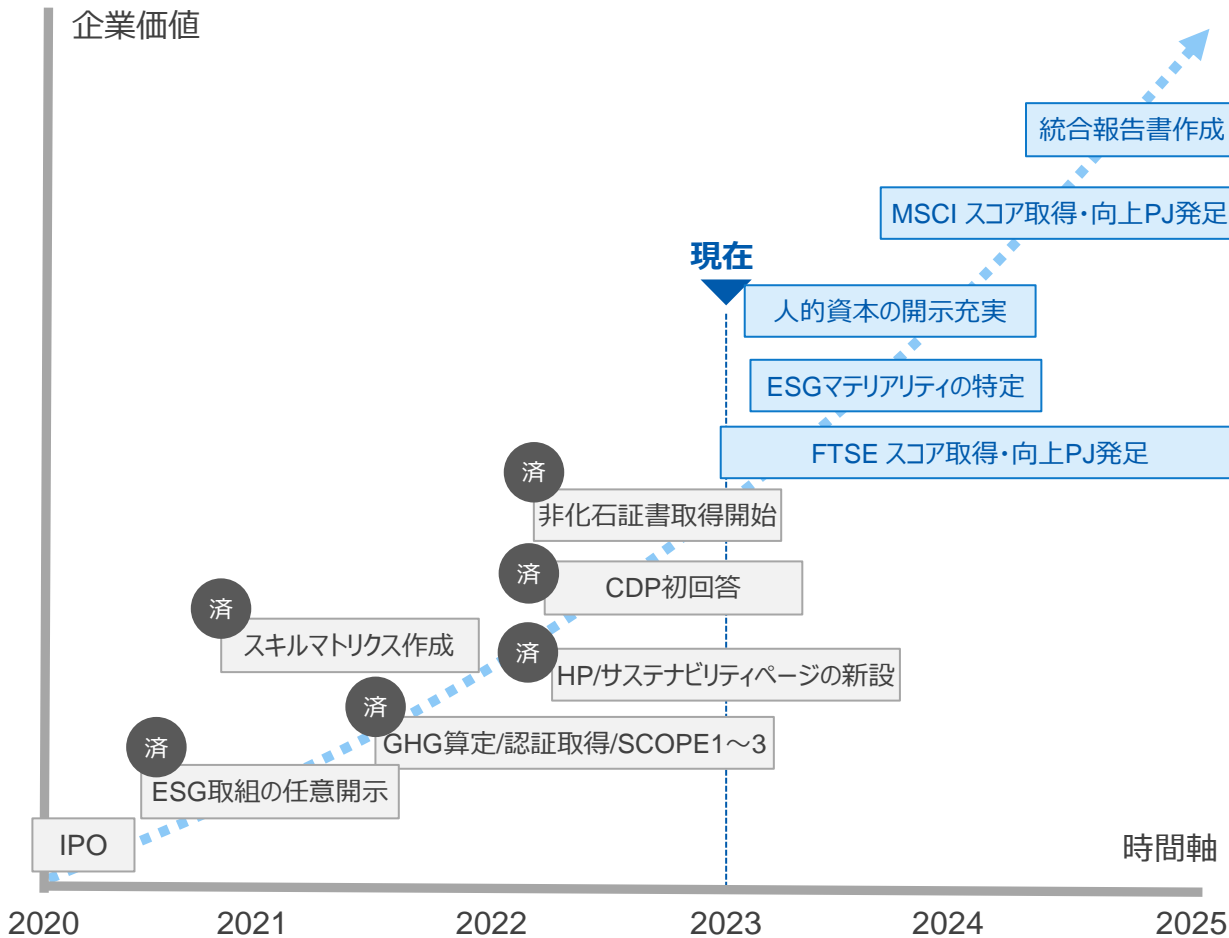 企業価値
統合報告書作成
MSCI スコア取得・向上PJ発足
現在
人的資本の開示充実
ESGマテリアリティの特定
FTSE スコア取得・向上PJ発足
済
非化石証書取得開始
済
CDP初回答
済
スキルマトリクス作成
済
HP/サステナビリティページの新設
済
GHG算定/認証取得/SCOPE1～3
済
ESG取組の任意開示
IPO
時間軸
2020 2021 2022 2023 2024 2025